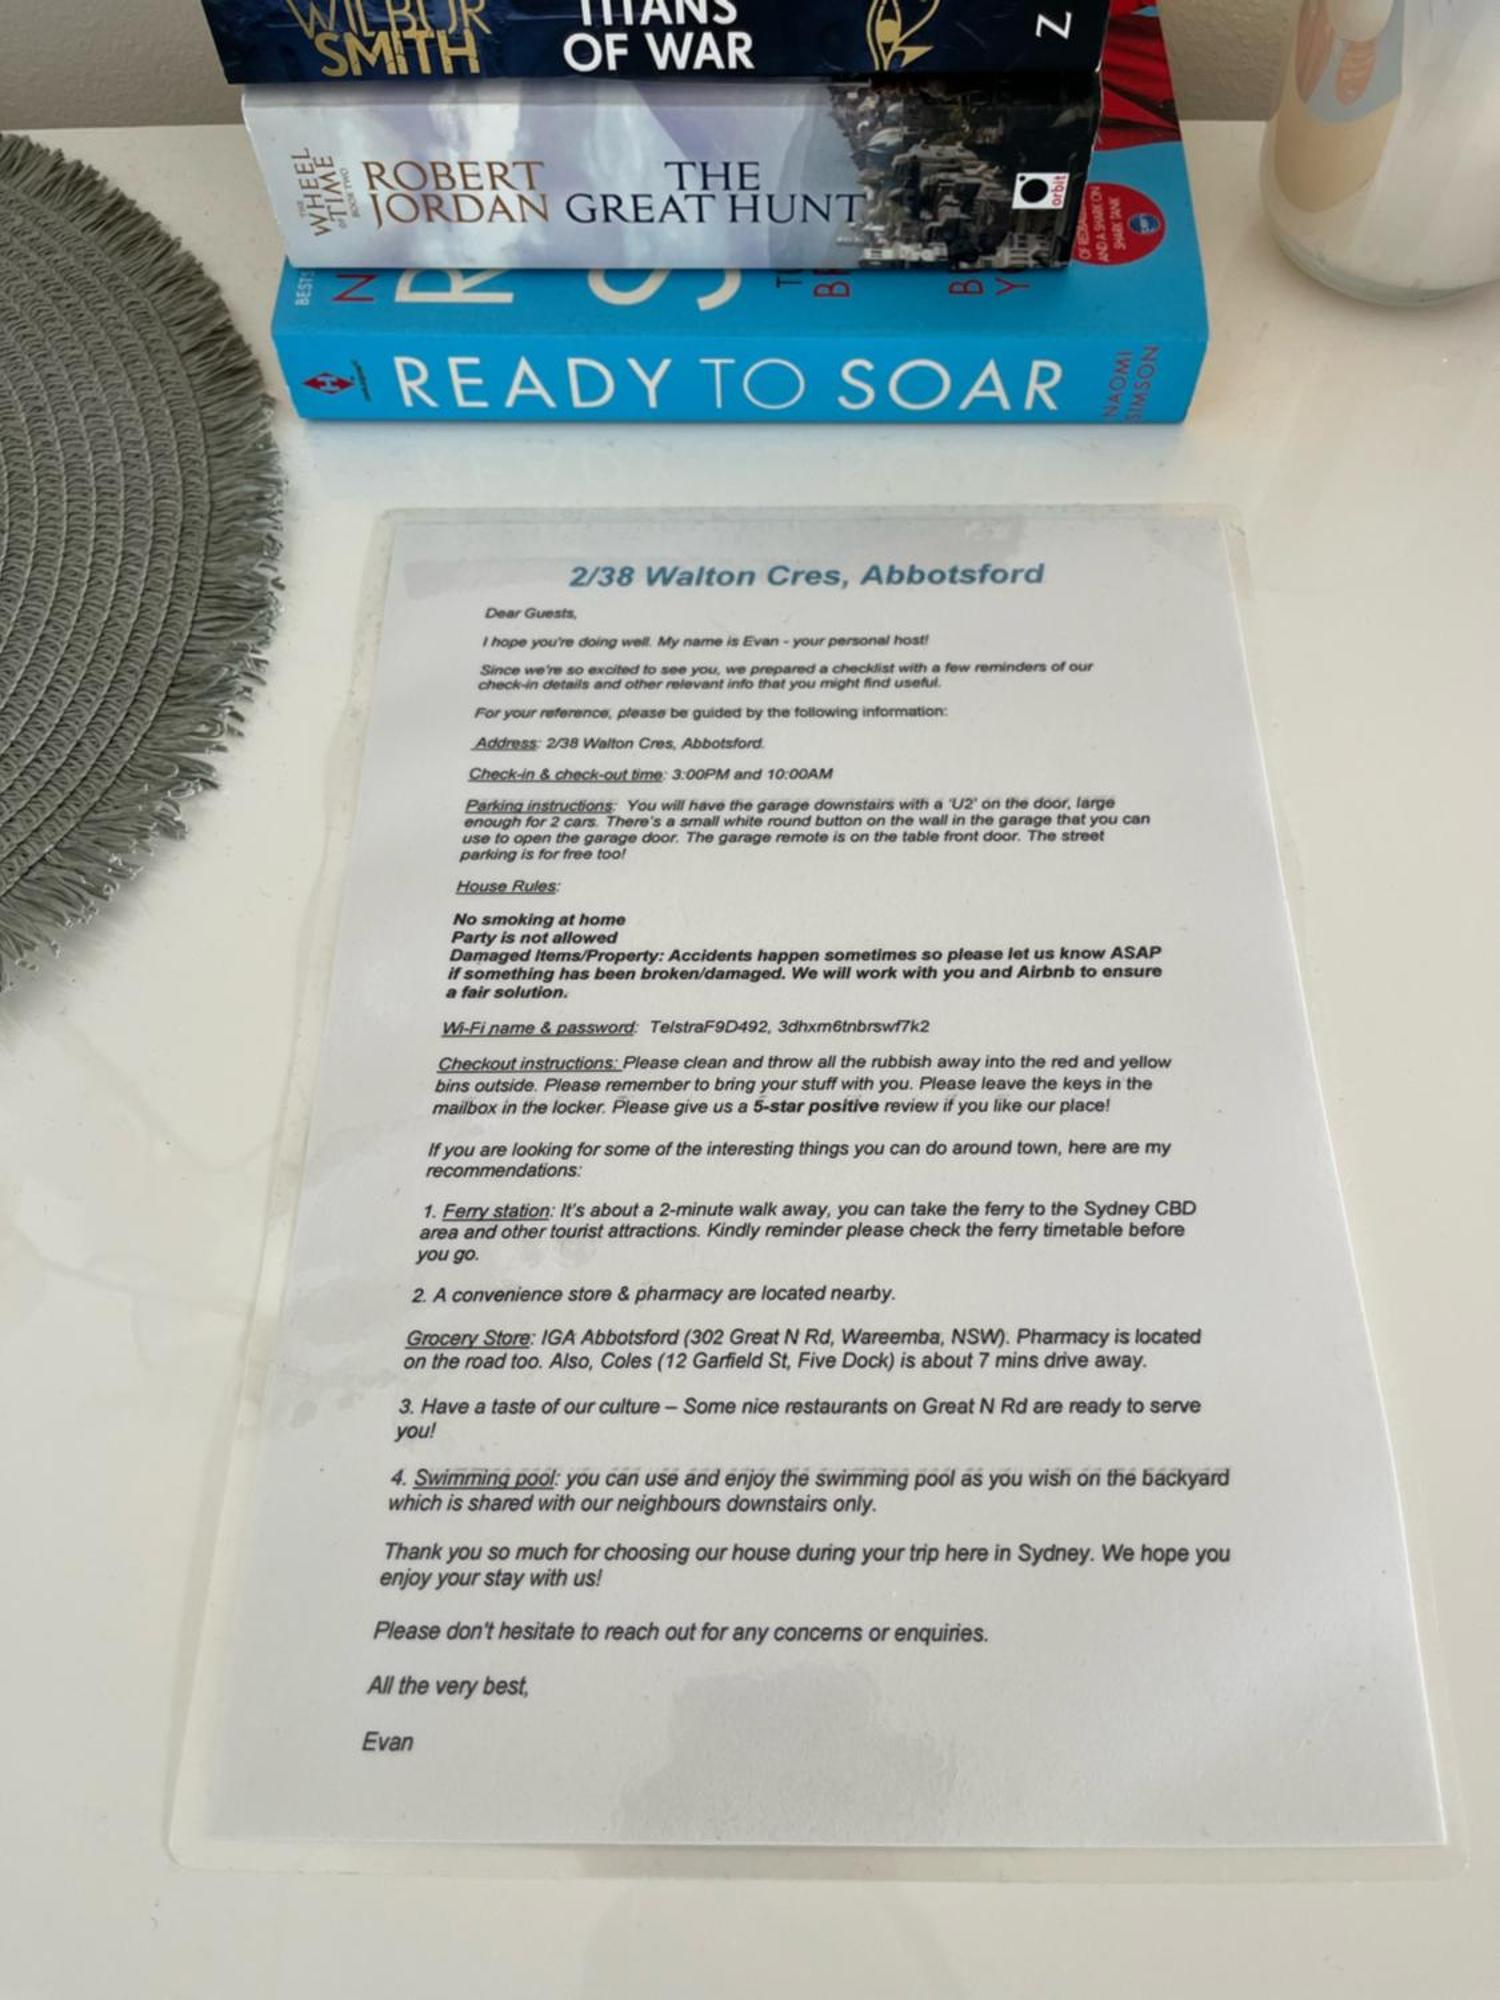 WILBUR
SMITH
TITANS
OF WAR
Z
THE
WHEEL
of TIME
BOOK TWO
ROBERT
JORDAN
THE
GREAT HUNT
orbit
AND A SHARK ON
SHARK TANK
READY TO SOAR
NAOMI
SIMSON
2/38 Walton Cres, Abbotsford
Dear Guests,
I hope you're doing well. My name is Evan - your personal host!
Since we're so excited to see you, we prepared a checklist with a few reminders of our
check-in details and other relevant info that you might find useful.
For your reference, please be guided by the following information:
Address: 2/38 Walton Cres, Abbotsford.
Check-in & check-out time: 3:00PM and 10:00AM
Parking instructions: You will have the garage downstairs with a 'U2' on the door, large
enough for 2 cars. There's a small white round button on the wall in the garage that you can
use to open the garage door. The garage remote is on the table front door. The street
parking is for free too!
House Rules:
No smoking at home
Party is not allowed
Damaged Items/Property: Accidents happen sometimes so please let us know ASAP
if something has been broken/damaged. We will work with you and Airbnb to ensure
a fair solution.
Wi-Fi name & password: TelstraF9D492, 3dhxm6tnbrswf7k2
Checkout instructions: Please clean and throw all the rubbish away into the red and yellow
bins outside. Please remember to bring your stuff with you. Please leave the keys in the
mailbox in the locker. Please give us a 5-star positive review if you like our place!
If you are looking for some of the interesting things you can do around town, here are my
recommendations:
1. Ferry station: It's about a 2-minute walk away, you can take the ferry to the Sydney CBD
area and other tourist attractions. Kindly reminder please check the ferry timetable before
you go.
2. A convenience store & pharmacy are located nearby.
Grocery Store: IGA Abbotsford (302 Great N Rd, Wareemba, NSW). Pharmacy is located
on the road too. Also, Coles (12 Garfield St, Five Dock) is about 7 mins drive away.
3. Have a taste of our culture – Some nice restaurants on Great N Rd are ready to serve
you!
4. Swimming pool: you can use and enjoy the swimming pool as you wish on the backyard
which is shared with our neighbours downstairs only.
Thank you so much for choosing our house during your trip here in Sydney. We hope you
enjoy your stay with us!
Please don't hesitate to reach out for any concerns or enquiries.
All the very best,
Evan